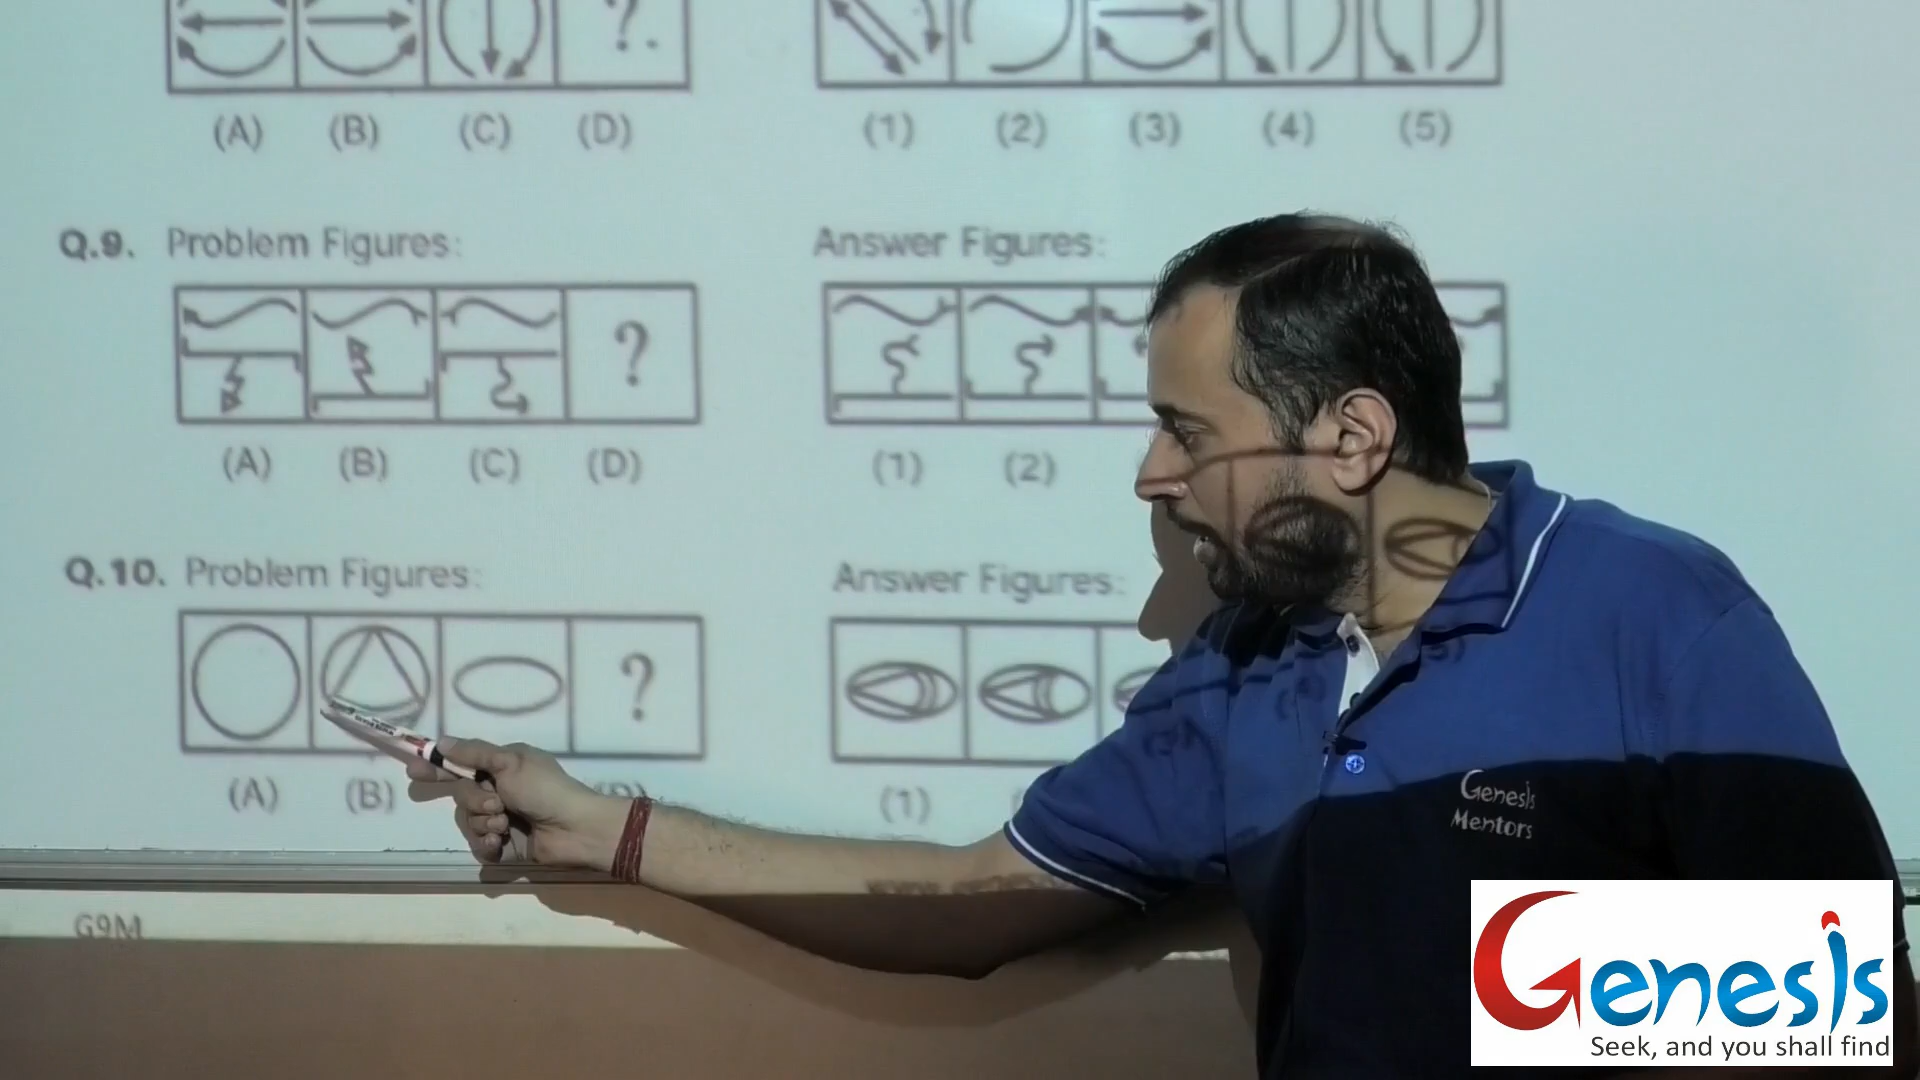 ?
(A) (B) (C) (D) (1) (2) (3) (4) (5)
Q.9. Problem Figures: Answer Figures:
?
(A) (B) (C) (D) (1) (2)
Q.10. Problem Figures: Answer Figures:
?
(A) (B) (D) (1)
Genesis
Mentors
G9M
Genesis
Seek, and you shall find